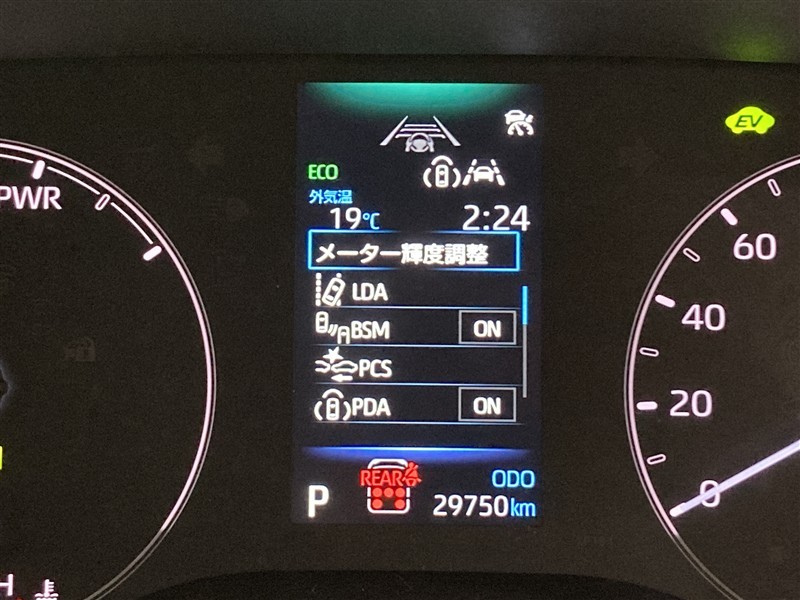 PWR
EV
ECO
外気温
19℃ 2:24
メーター輝度調整
LDA
BSM ON
PCS
PDA ON
REAR
P
ODO
29750km
60
40
20
0
H